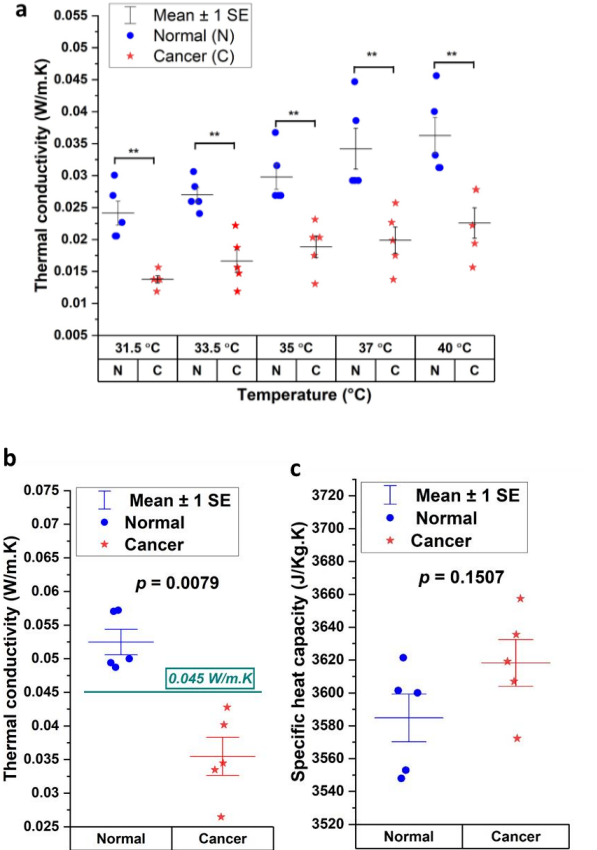 a
Mean ± 1 SE
Normal (N)
Cancer (C)
Thermal conductivity (W/m.K)
0.055
0.05
0.045
0.04
0.035
0.03
0.025
0.02
0.015
0.01
0.005
**
**
**
**
**
31.5 °C 33.5 °C 35 °C 37 °C 40 °C
N C N C N C N C N C
Temperature (°C)
b
Mean ± 1 SE
Normal
Cancer
p = 0.0079
0.045 W/m.K
Thermal conductivity (W/m.K)
0.075
0.07
0.065
0.06
0.055
0.050
0.045
0.04
0.035
0.03
0.025
Normal Cancer
c
Mean ± 1 SE
Normal
Cancer
p = 0.1507
Specific heat capacity (J/Kg.K)
3720
3700
3680
3660
3640
3620
3600
3580
3560
3540
3520
Normal Cancer